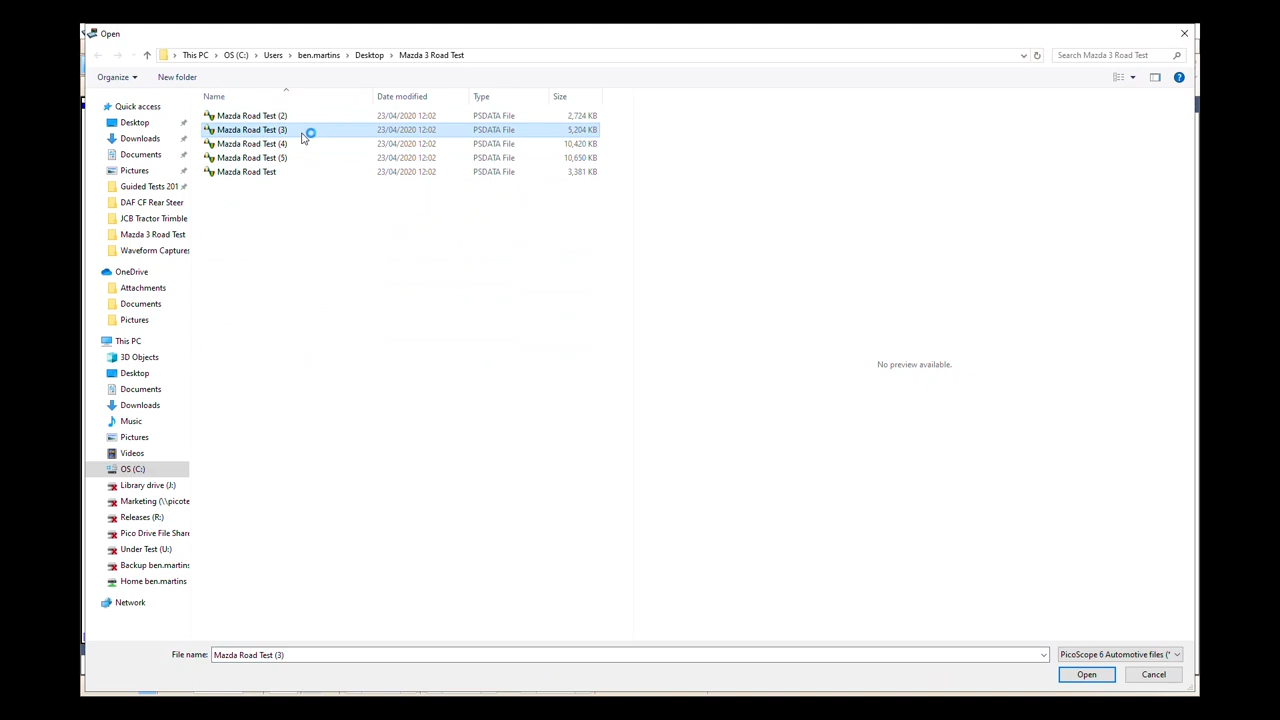 Open
This PC > OS (C:) > Users > ben.martins > Desktop > Mazda 3 Road Test
Search Mazda 3 Road Test
Organize
New folder
Name
Date modified
Type
Size
Quick access
Desktop
Downloads
Documents
Pictures
Guided Tests 201
DAF CF Rear Steer
JCB Tractor Trimble
Mazda 3 Road Test
Waveform Captures
OneDrive
Attachments
Documents
Pictures
This PC
3D Objects
Desktop
Documents
Downloads
Music
Pictures
Videos
OS (C:)
Library drive (J:)
Marketing (\\picote
Releases (R:)
Pico Drive File Share
Under Test (U:)
Backup ben.martins
Home ben.martins
Network
Mazda Road Test (2) 23/04/2020 12:02 PSDATA File 2,724 KB
Mazda Road Test (3) 23/04/2020 12:02 PSDATA File 5,204 KB
Mazda Road Test (4) 23/04/2020 12:02 PSDATA File 10,420 KB
Mazda Road Test (5) 23/04/2020 12:02 PSDATA File 10,650 KB
Mazda Road Test 23/04/2020 12:02 PSDATA File 3,381 KB
No preview available.
File name: Mazda Road Test (3)
PicoScope 6 Automotive files (*
Open
Cancel